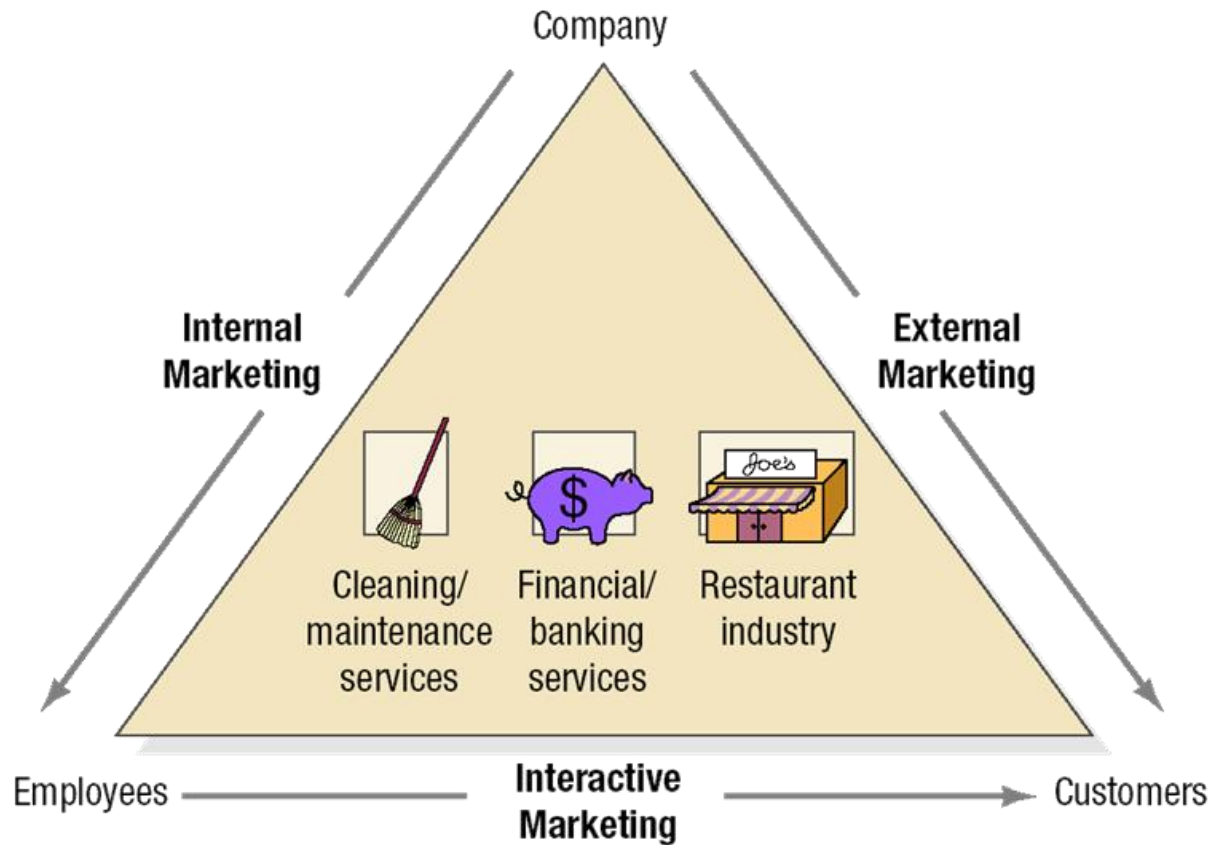 Company
Internal
Marketing
External
Marketing
Joe's
$
Cleaning/
maintenance
services
Financial/
banking
services
Restaurant
industry
Employees
Interactive
Marketing
Customers